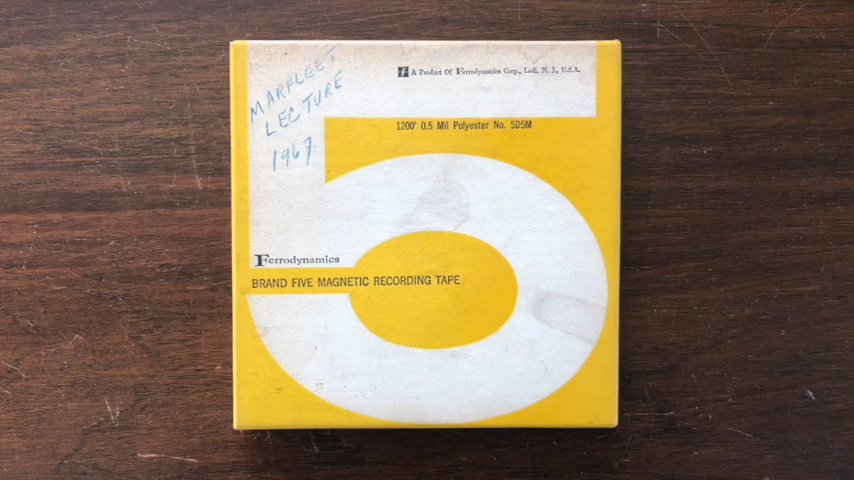 MARFLEET
LECTURE
1967
f A Product Of Ferrodynamics Corp., Lodi, N. J., U.S.A.
1200' 0.5 Mil Polyester No. 5D5M
5
Ferrodynamics
BRAND FIVE MAGNETIC RECORDING TAPE